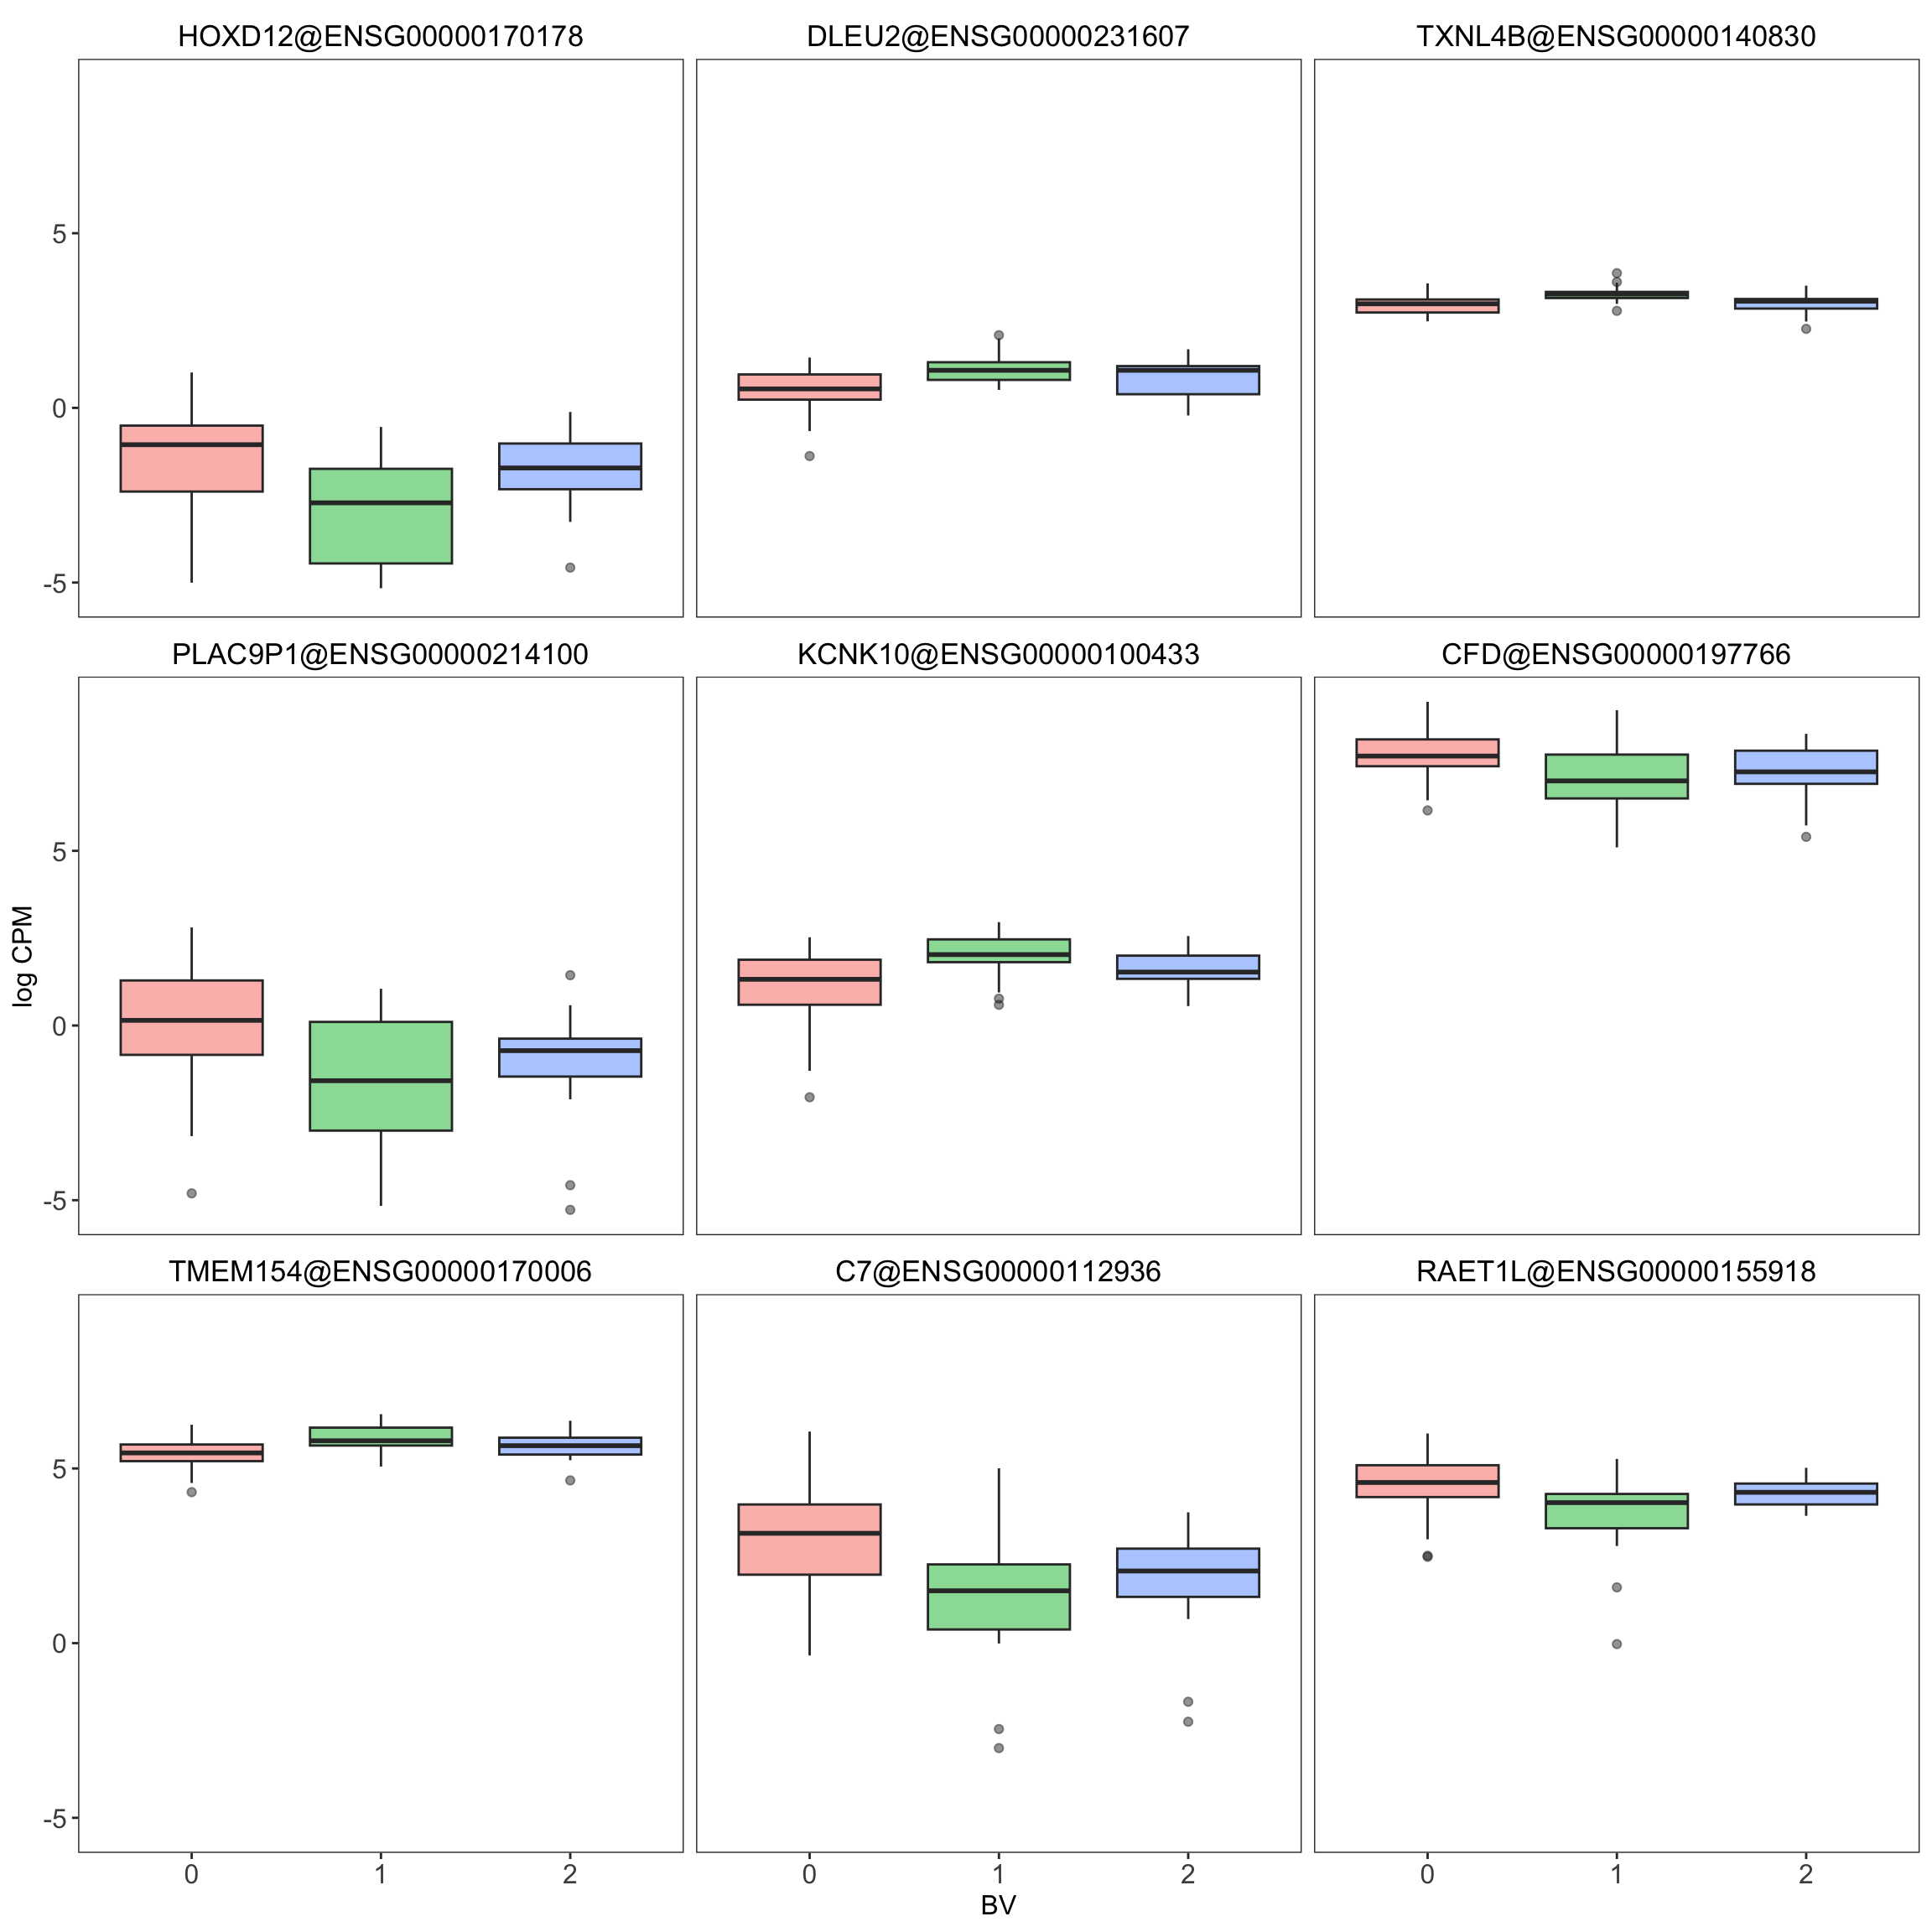 HOXD12@ENSG00000170178
DLEU2@ENSG00000231607
TXNL4B@ENSG00000140830
5
0
-5
PLAC9P1@ENSG00000214100
KCNK10@ENSG00000100433
CFD@ENSG00000197766
5
0
-5
log CPM
TMEM154@ENSG00000170006
C7@ENSG00000112936
RAET1L@ENSG00000155918
5
0
-5
0 1 2
0 1 2
0 1 2
BV